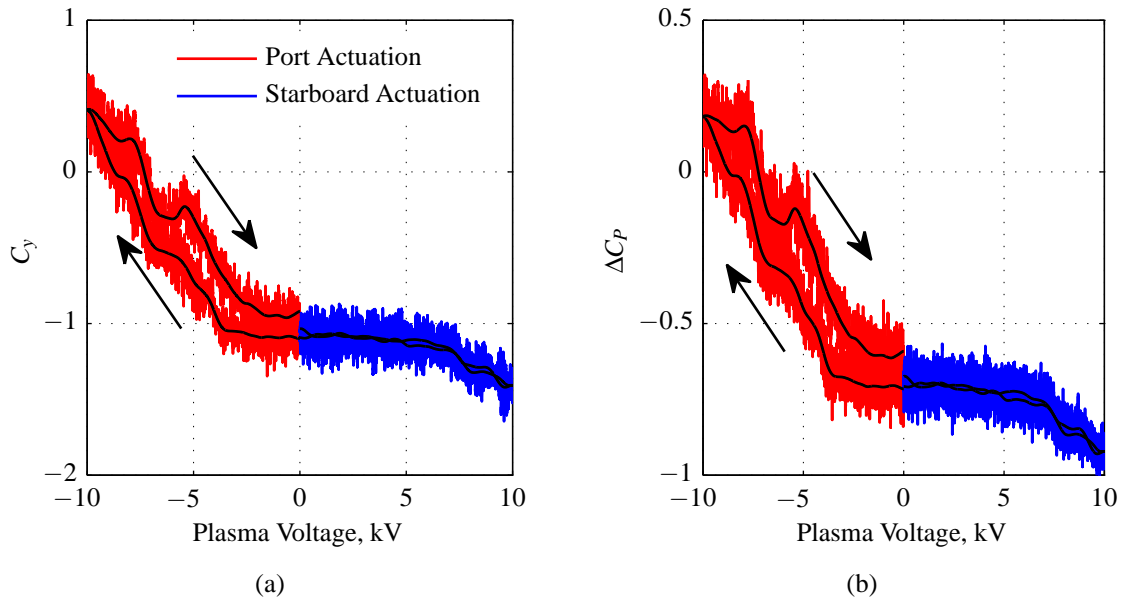 1
0
−1
−2
−10
−5
0
5
10
C_y
Plasma Voltage, kV
Port Actuation
Starboard Actuation
(a)
0.5
0
−0.5
−1
−10
−5
0
5
10
ΔC_P
Plasma Voltage, kV
(b)